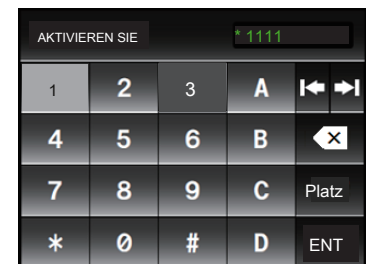 AKTIVIEREN SIE * 1111
1 2 3 A
4 5 6 B
7 8 9 C Platz
* 0 # D ENT